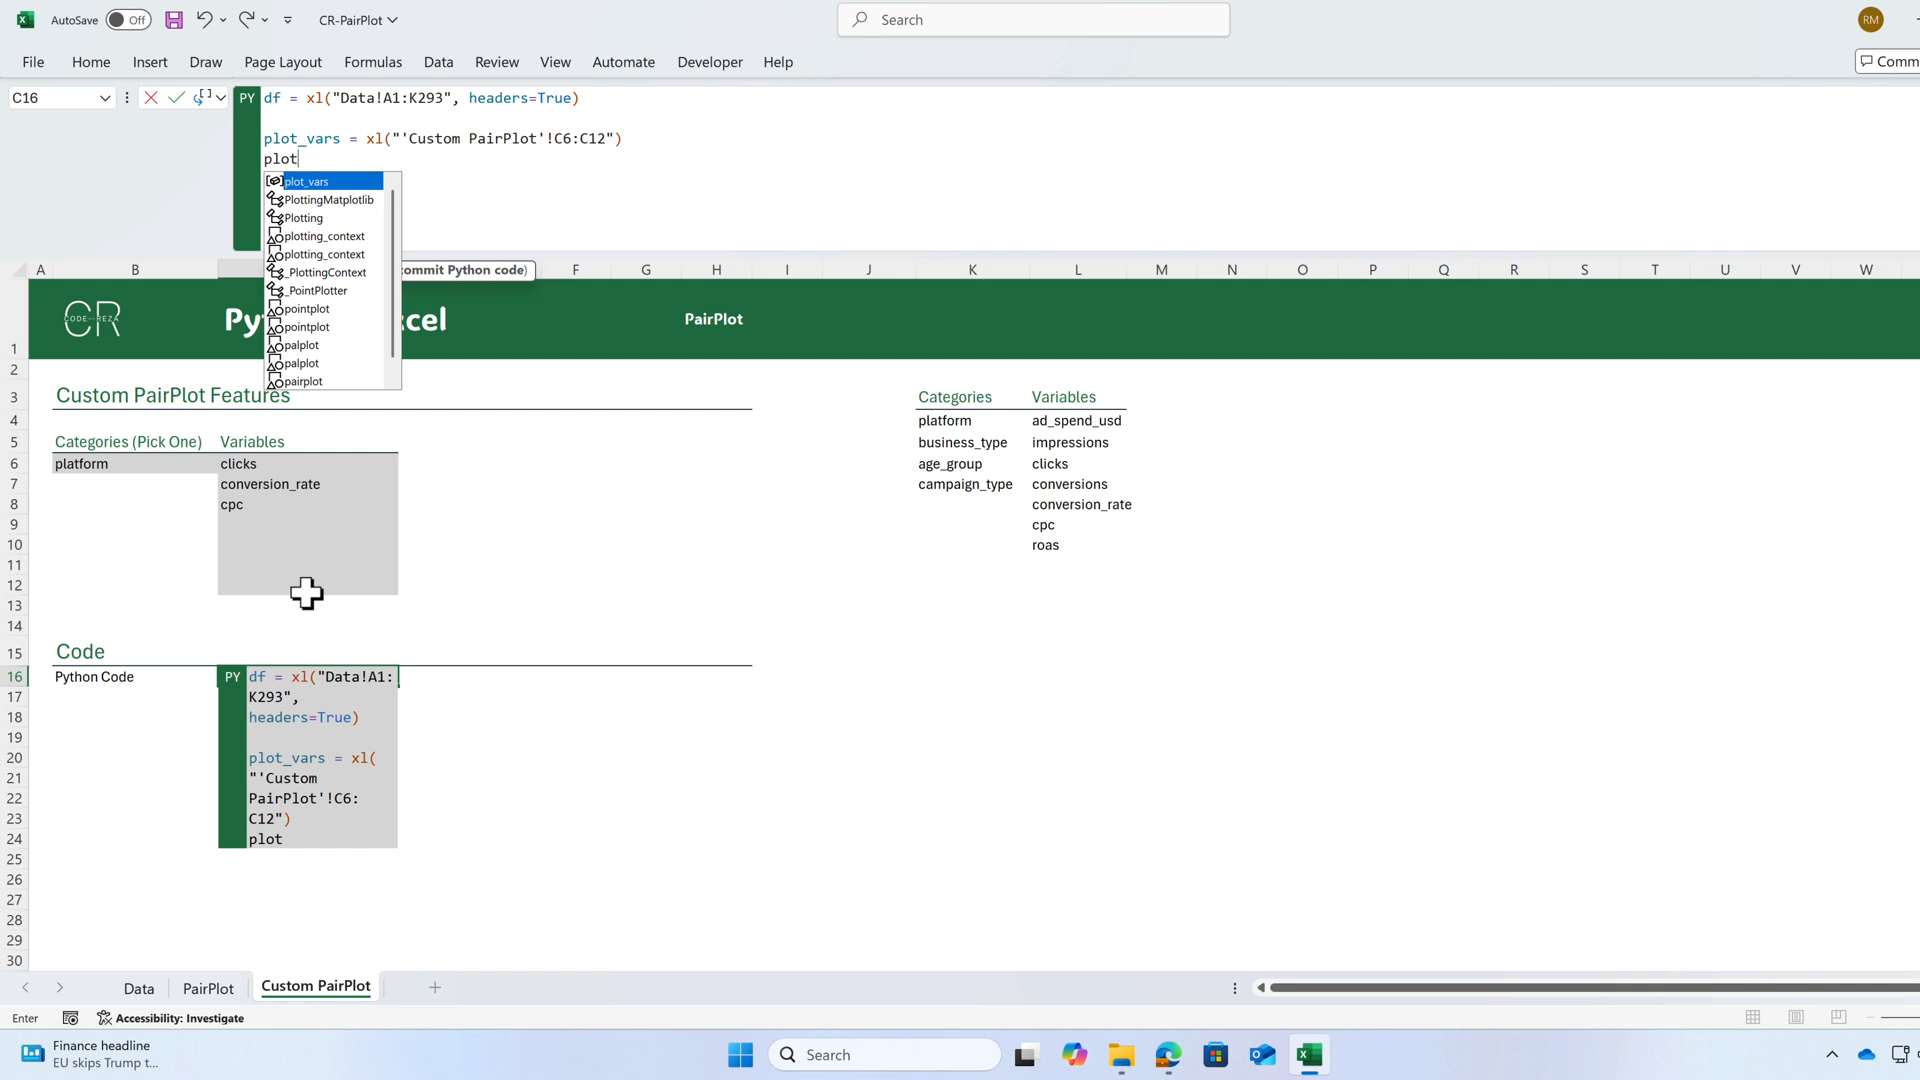 AutoSave Off CR-PairPlot Search RM
File Home Insert Draw Page Layout Formulas Data Review View Automate Developer Help Comm
C16 PY df = xl("Data!A1:K293", headers=True)
plot_vars = xl("'Custom PairPlot'!C6:C12")
plot
plot_vars
PlottingMatplotlib
Plotting
plotting_context
plotting_context
_PlottingContext
_PointPlotter
pointplot
pointplot
palplot
palplot
pairplot
commit Python code)
A B F G H I J K L M N O P Q R S T U V W
CR
CODE REZA
Py xcel PairPlot
1
2
3 Custom PairPlot Features Categories Variables
4 platform ad_spend_usd
5 Categories (Pick One) Variables business_type impressions
6 platform clicks age_group clicks
7 conversion_rate campaign_type conversions
8 cpc conversion_rate
9 cpc
10 roas
11
12
13
14
15 Code
16 Python Code PY df = xl("Data!A1:
17 K293",
18 headers=True)
19
20 plot_vars = xl(
21 "'Custom
22 PairPlot'!C6:
23 C12")
24 plot
25
26
27
28
29
30
Data PairPlot Custom PairPlot
Enter Accessibility: Investigate
Finance headline
EU skips Trump t...
Search